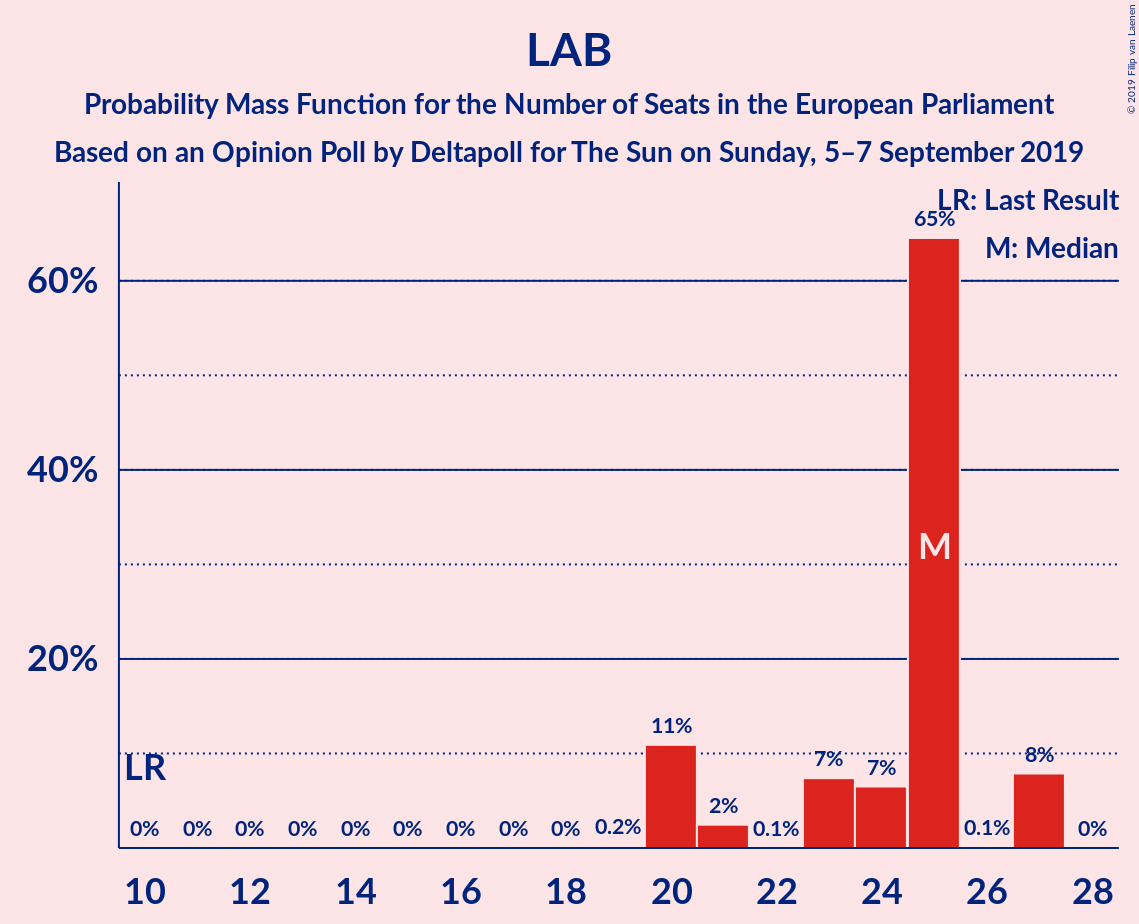 LAB
Probability Mass Function for the Number of Seats in the European Parliament
Based on an Opinion Poll by Deltapoll for The Sun on Sunday, 5–7 September 2019
© 2019 Filip van Laenen
LR: Last Result
M: Median
60%
40%
20%
LR
0%
0%
0%
0%
0%
0%
0%
0%
0%
0.2%
11%
2%
0.1%
7%
7%
65%
0.1%
8%
0%
M
10 12 14 16 18 20 22 24 26 28